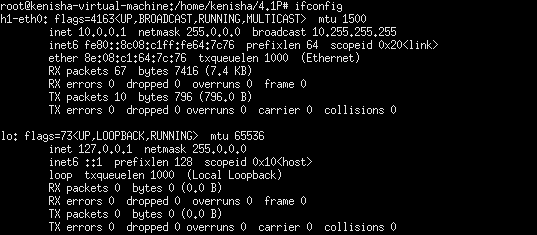 root@kenisha-virtual-machine:/home/kenisha/4.1P# ifconfig
h1-eth0: flags=4163<UP,BROADCAST,RUNNING,MULTICAST>  mtu 1500
        inet 10.0.0.1  netmask 255.0.0.0  broadcast 10.255.255.255
        inet6 fe80::8c08:c1ff:fe64:7c76  prefixlen 64  scopeid 0x20<link>
        ether 8e:08:c1:64:7c:76  txqueuelen 1000  (Ethernet)
        RX packets 67  bytes 7416 (7.4 KB)
        RX errors 0  dropped 0  overruns 0  frame 0
        TX packets 10  bytes 796 (796.0 B)
        TX errors 0  dropped 0 overruns 0  carrier 0  collisions 0

lo: flags=73<UP,LOOPBACK,RUNNING>  mtu 65536
        inet 127.0.0.1  netmask 255.0.0.0
        inet6 ::1  prefixlen 128  scopeid 0x10<host>
        loop  txqueuelen 1000  (Local Loopback)
        RX packets 0  bytes 0 (0.0 B)
        RX errors 0  dropped 0  overruns 0  frame 0
        TX packets 0  bytes 0 (0.0 B)
        TX errors 0  dropped 0 overruns 0  carrier 0  collisions 0